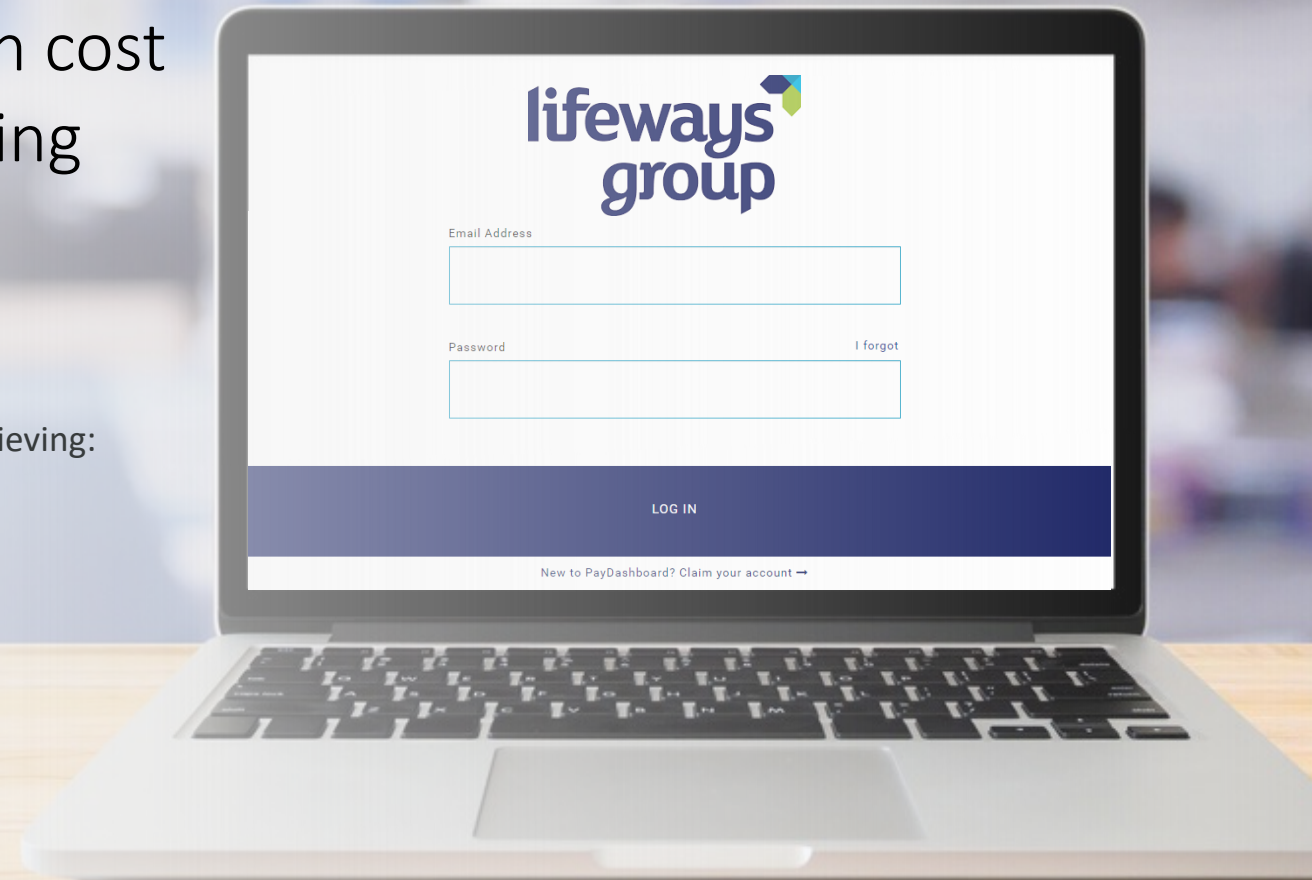 n cost
ing
ieving:
lifeways
group
Email Address
Password I forgot
LOG IN
New to PayDashboard? Claim your account →